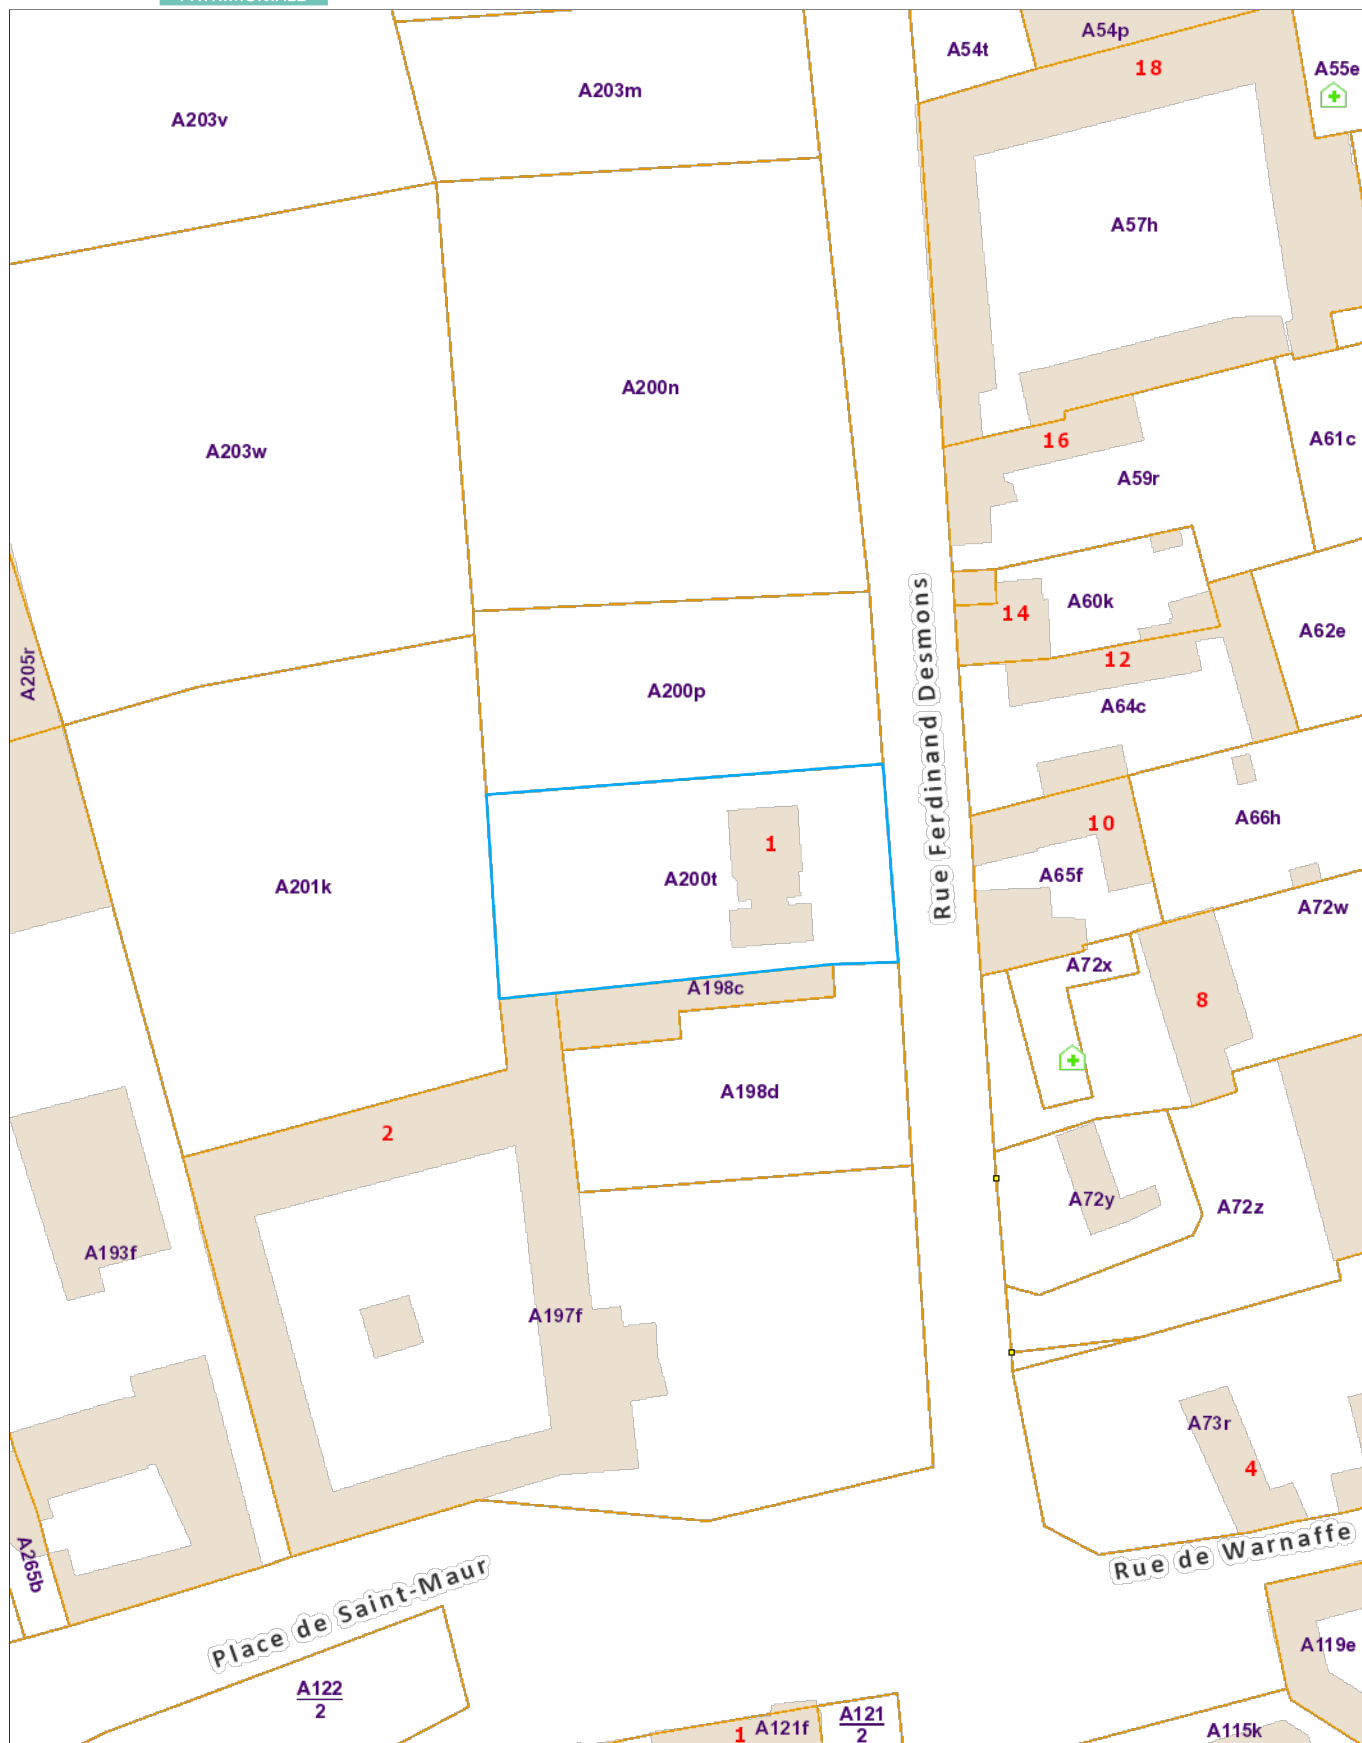 A54p
A54t
18
A55e
A203m
A203v
A57h
A200n
A61c
16
A203w
A59r
A60k
14
A62e
12
A205r
A200p
A64c
Rue Ferdinand Desmons
A66h
10
1
A65f
A200t
A201k
A72w
A72x
A198c
8
A198d
2
A72y
A72z
A193f
A197f
A73r
4
Rue de Warnaffe
A265b
Place de Saint-Maur
A119e
A122
2
A121
2
A121f
1
A115k